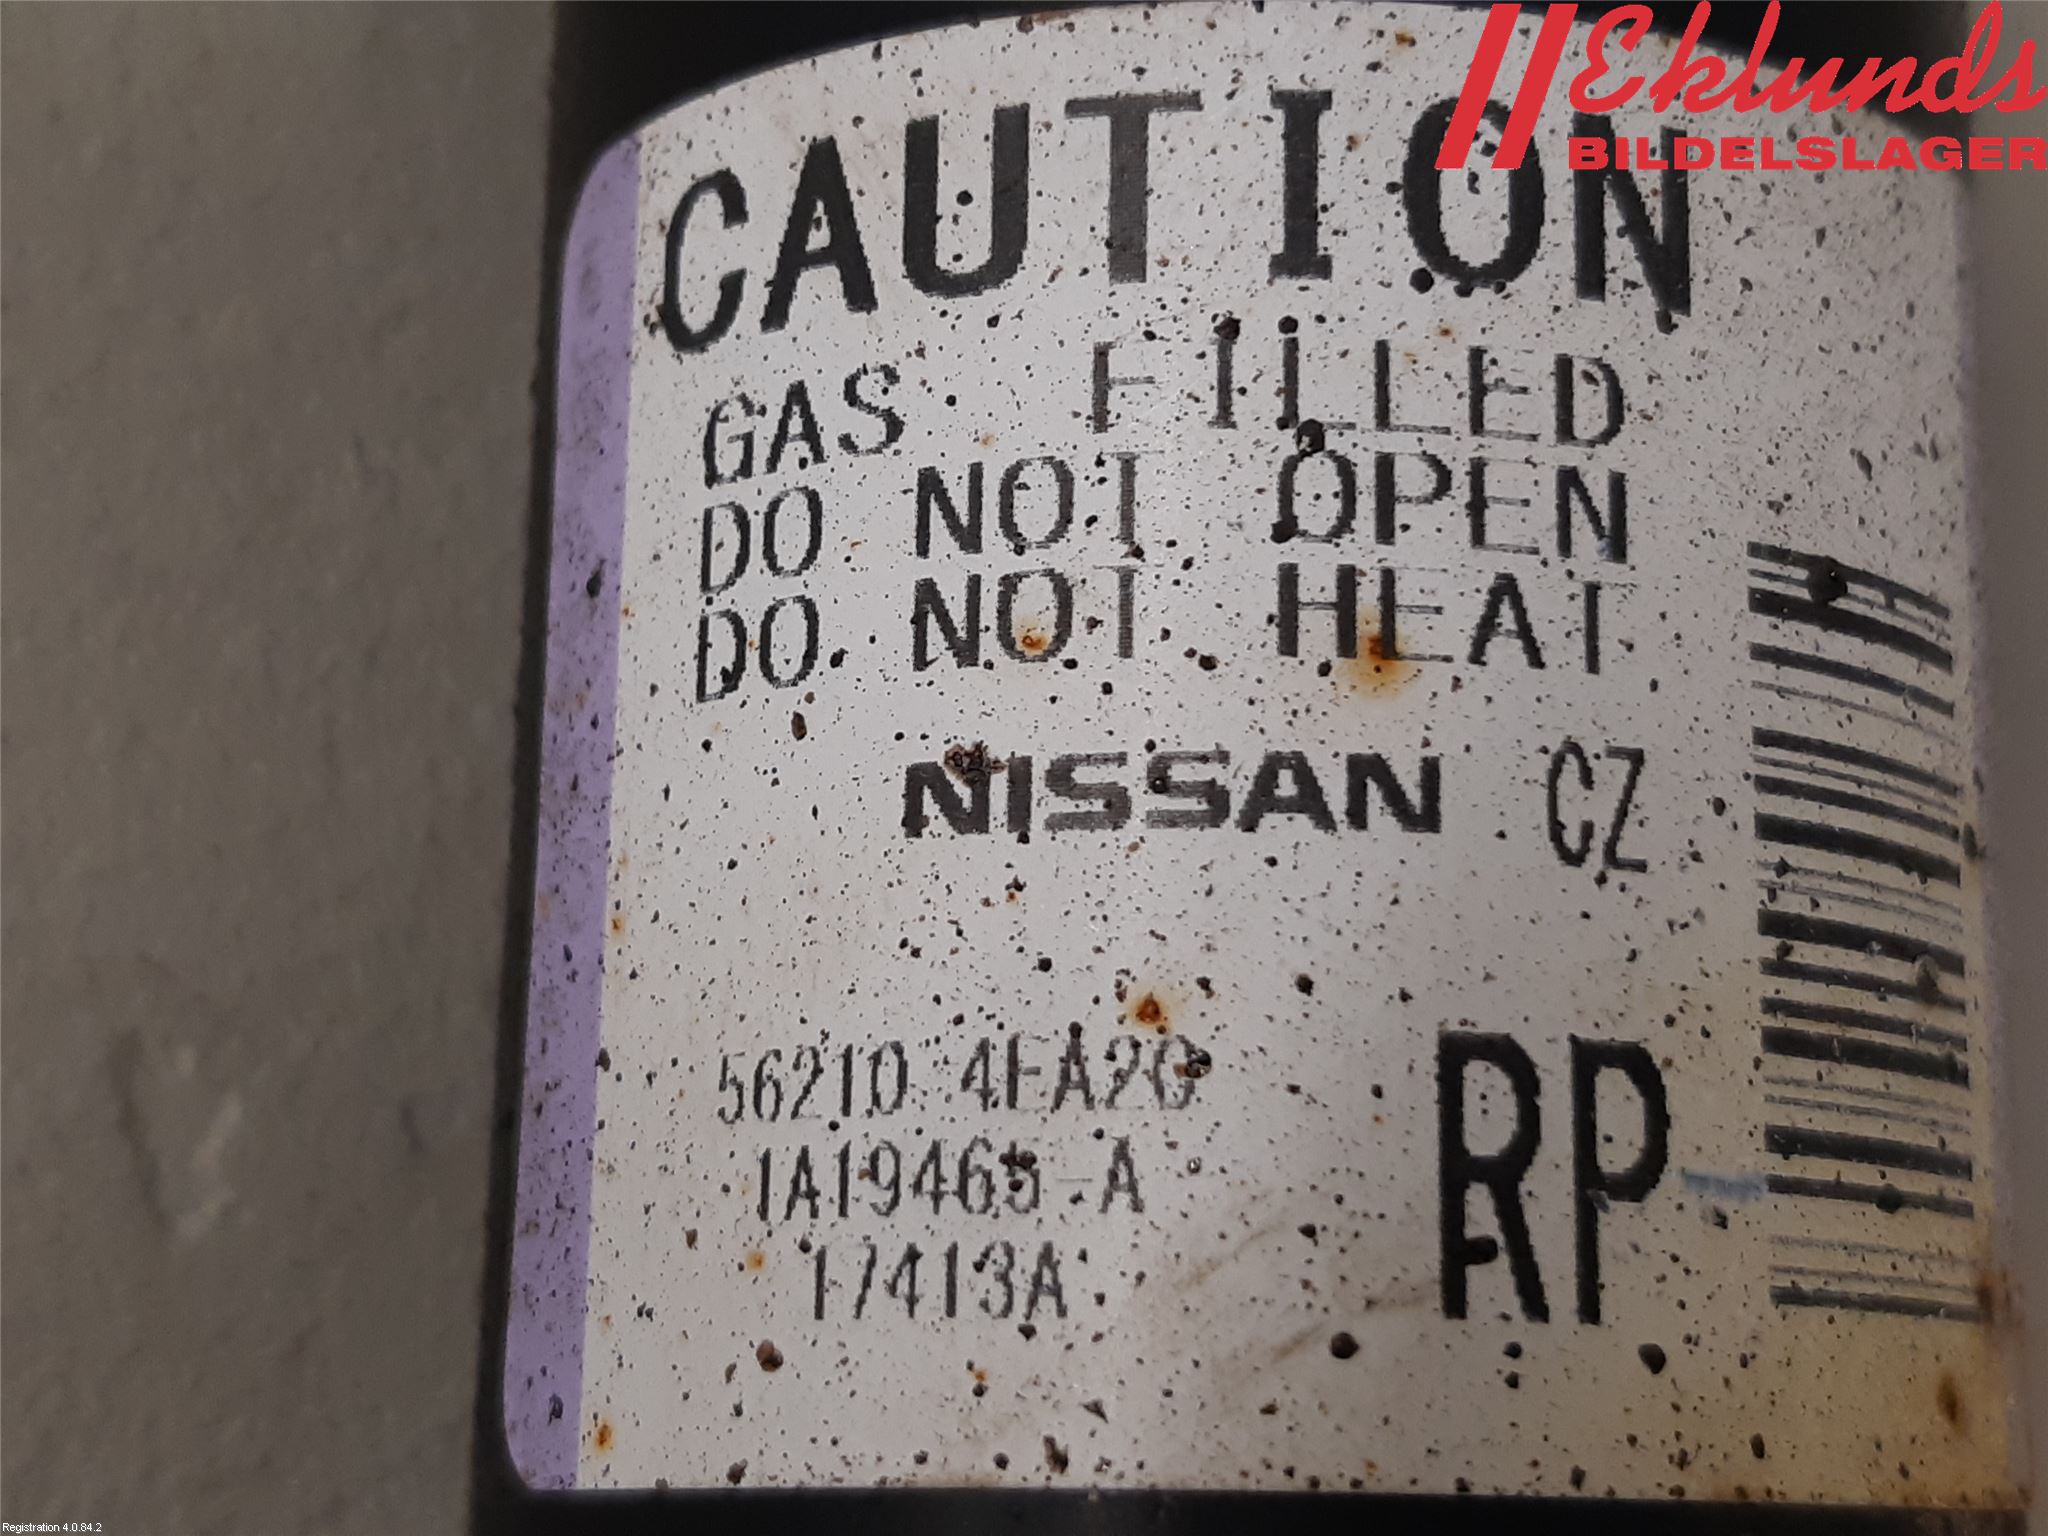 Eklunds
BILDELSLAGER
CAUTION
GAS FILLED
DO NOT OPEN
DO NOT HEAT
NISSAN CZ
56210 4EA2C
1A19465-A
17413A
RP
Registration 4.0.84.2